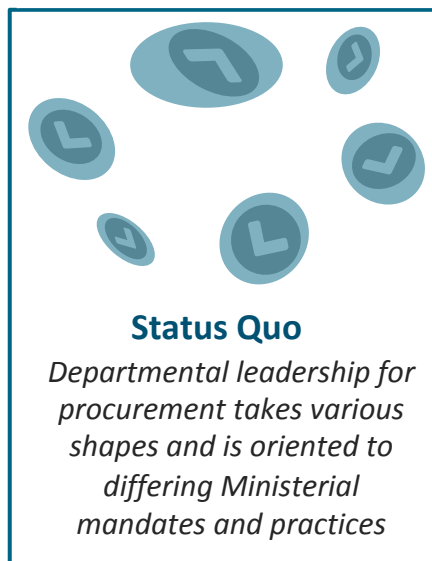 Status Quo
Departmental leadership for
procurement takes various
shapes and is oriented to
differing Ministerial
mandates and practices